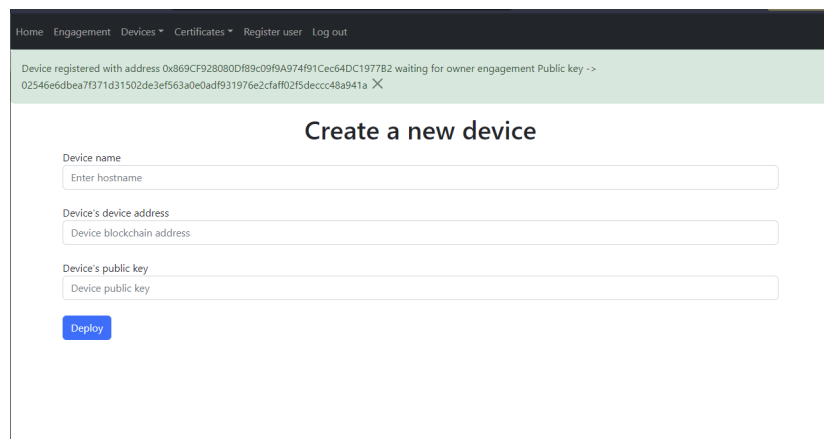 Home Engagement Devices Certificates Register user Log out
Device registered with address 0x869CF928080Df89c09f9A974f91Cec64DC1977B2 waiting for owner engagement Public key ->
02546e6dbea7f371d31502de3ef563a0e0adf931976e2cfaff02f5deccc48a941a ×
Create a new device
Device name
Enter hostname
Device's device address
Device blockchain address
Device's public key
Device public key
Deploy